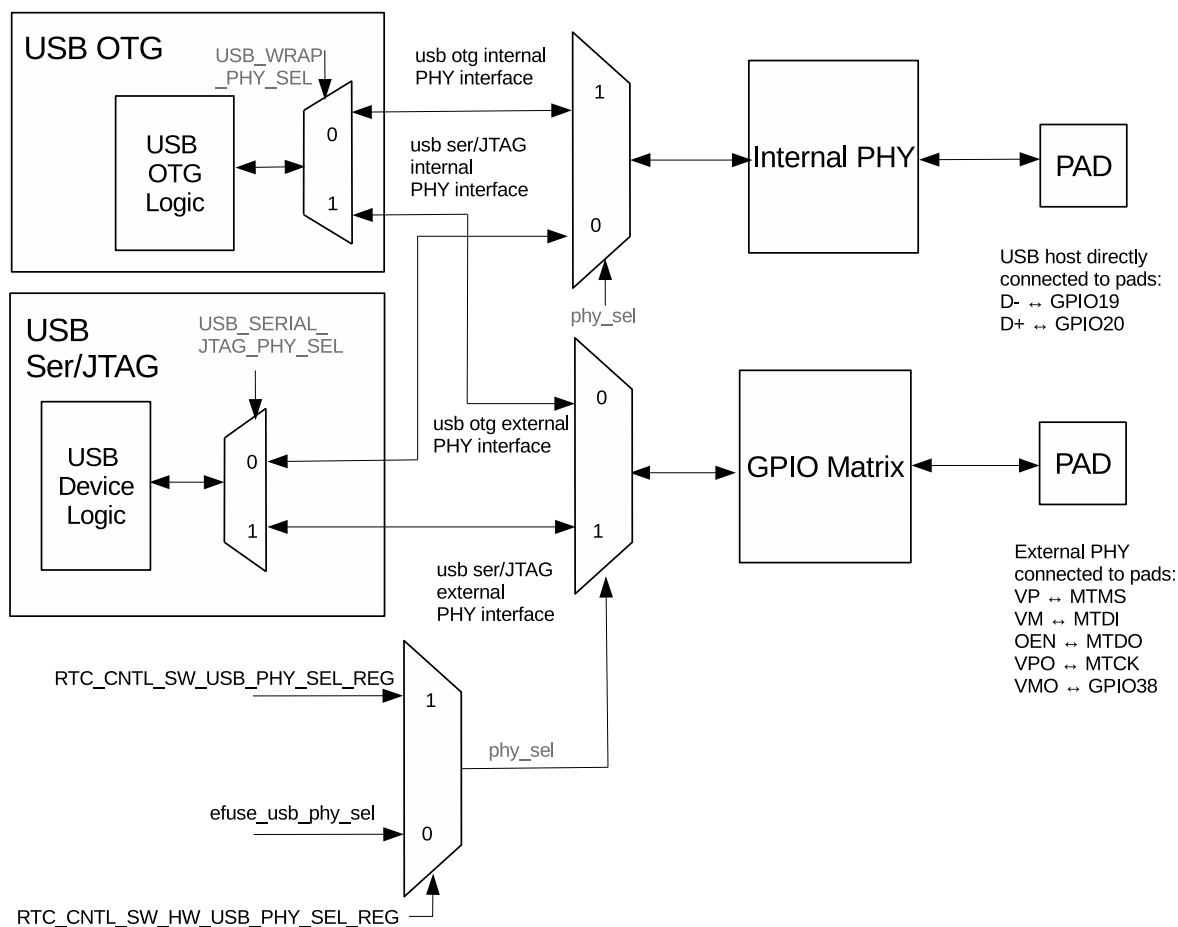 USB OTG
USB_WRAP
_PHY_SEL
USB
OTG
Logic
0
1
usb otg internal
PHY interface
usb ser/JTAG
internal
PHY interface
1
0
phy_sel
Internal PHY
PAD
USB host directly
connected to pads:
D- ↔ GPIO19
D+ ↔ GPIO20
USB
Ser/JTAG
USB_SERIAL_
JTAG_PHY_SEL
USB
Device
Logic
0
1
usb otg external
PHY interface
usb ser/JTAG
external
PHY interface
0
1
GPIO Matrix
PAD
External PHY
connected to pads:
VP ↔ MTMS
VM ↔ MTDI
OEN ↔ MTDO
VPO ↔ MTCK
VMO ↔ GPIO38
RTC_CNTL_SW_USB_PHY_SEL_REG
1
phy_sel
efuse_usb_phy_sel
0
RTC_CNTL_SW_HW_USB_PHY_SEL_REG